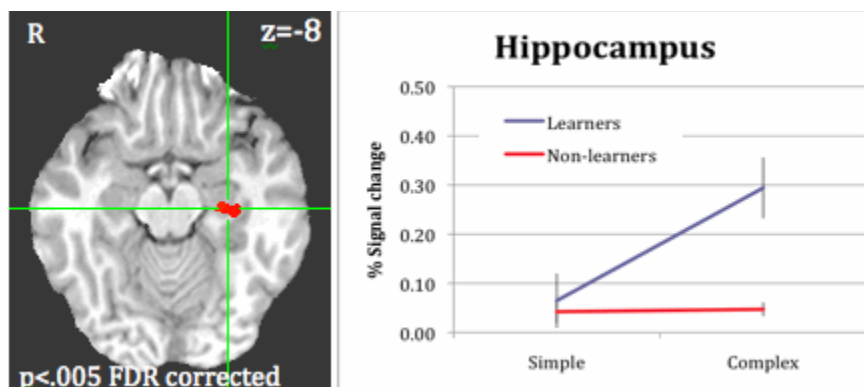 R
z=-8
p<.005 FDR corrected
Hippocampus
0.50
0.40
0.30
0.20
0.10
0.00
% Signal change
Learners
Non-learners
Simple
Complex